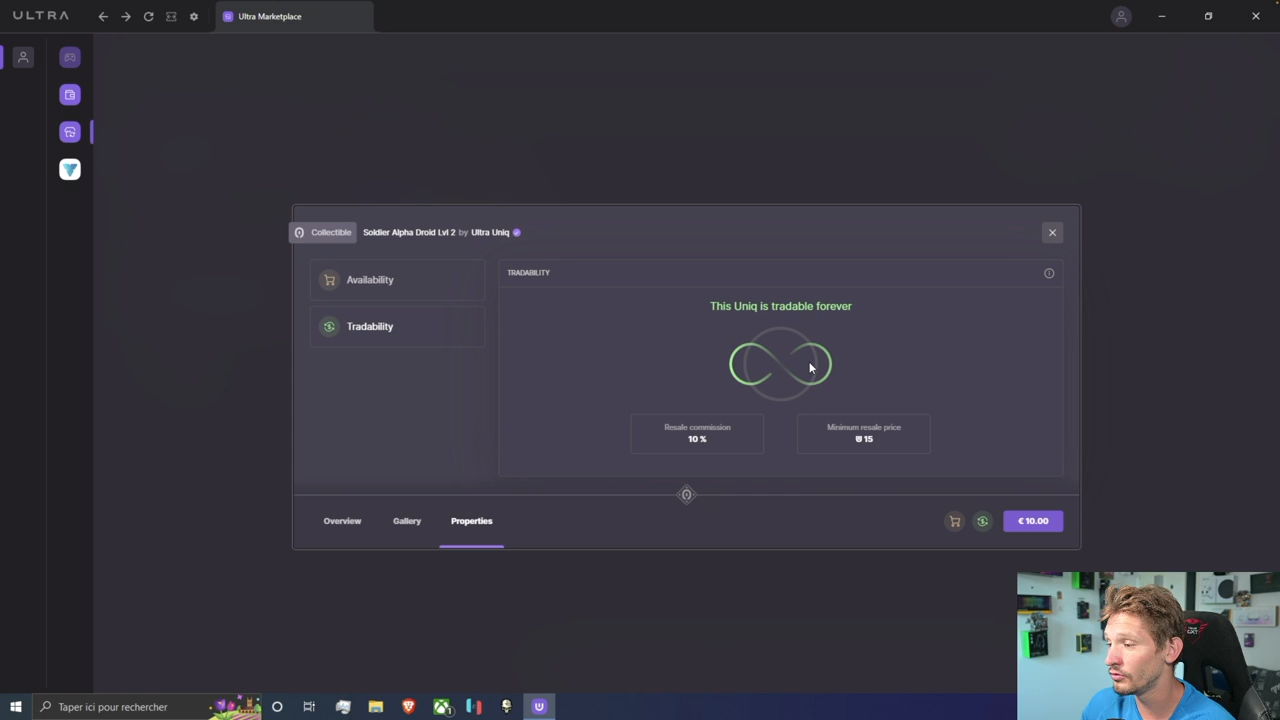 ULTRA
Ultra Marketplace
Collectible
Soldier Alpha Droid Lvl 2 by Ultra Uniq
Availability
Tradability
TRADABILITY
This Uniq is tradable forever
Resale commission
10 %
Minimum resale price
15
Overview
Gallery
Properties
€ 10.00
Taper ici pour rechercher